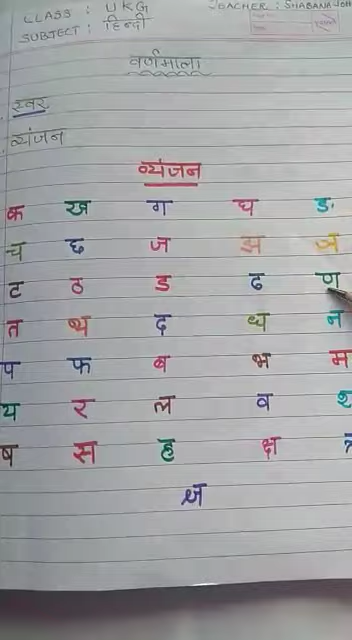 CLASS : UKG TEACHER : SHABANA
SUBJECT : हिन्दी
वर्णमाला
स्वर
व्यंजन
व्यंजन
क ख ग घ ङ
च छ ज झ ञ
ट ठ ड ढ ण
त थ द ध न
प फ ब भ म
य र ल व
ष स ह क्ष
ज्ञ